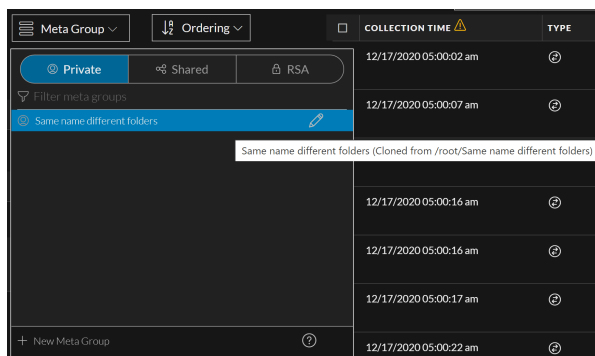 Meta Group
Ordering
COLLECTION TIME
TYPE
Private
Shared
RSA
Filter meta groups
Same name different folders
Same name different folders (Cloned from /root/Same name different folders)
12/17/2020 05:00:02 am
12/17/2020 05:00:07 am
12/17/2020 05:00:16 am
12/17/2020 05:00:16 am
12/17/2020 05:00:17 am
12/17/2020 05:00:22 am
+ New Meta Group